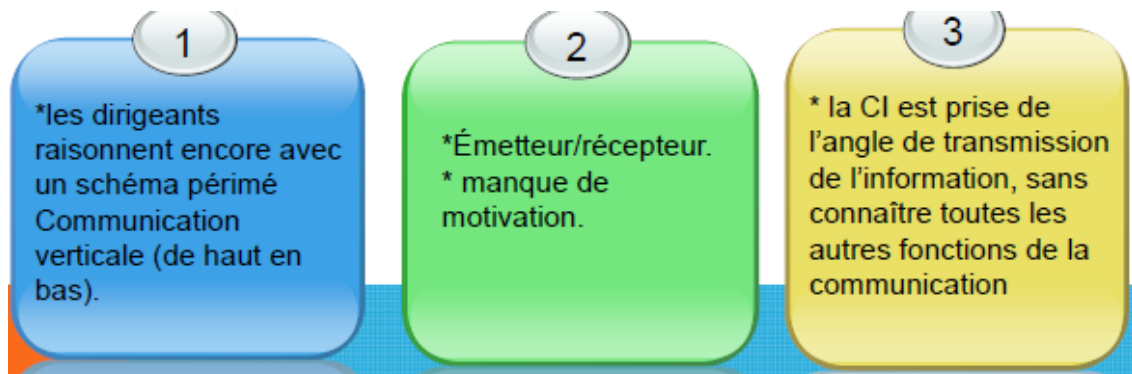 1
*les dirigeants
raisonnent encore avec
un schéma périmé
Communication
verticale (de haut en
bas).
2
*Émetteur/récepteur.
* manque de
motivation.
3
* la CI est prise de
l'angle de transmission
de l'information, sans
connaître toutes les
autres fonctions de la
communication